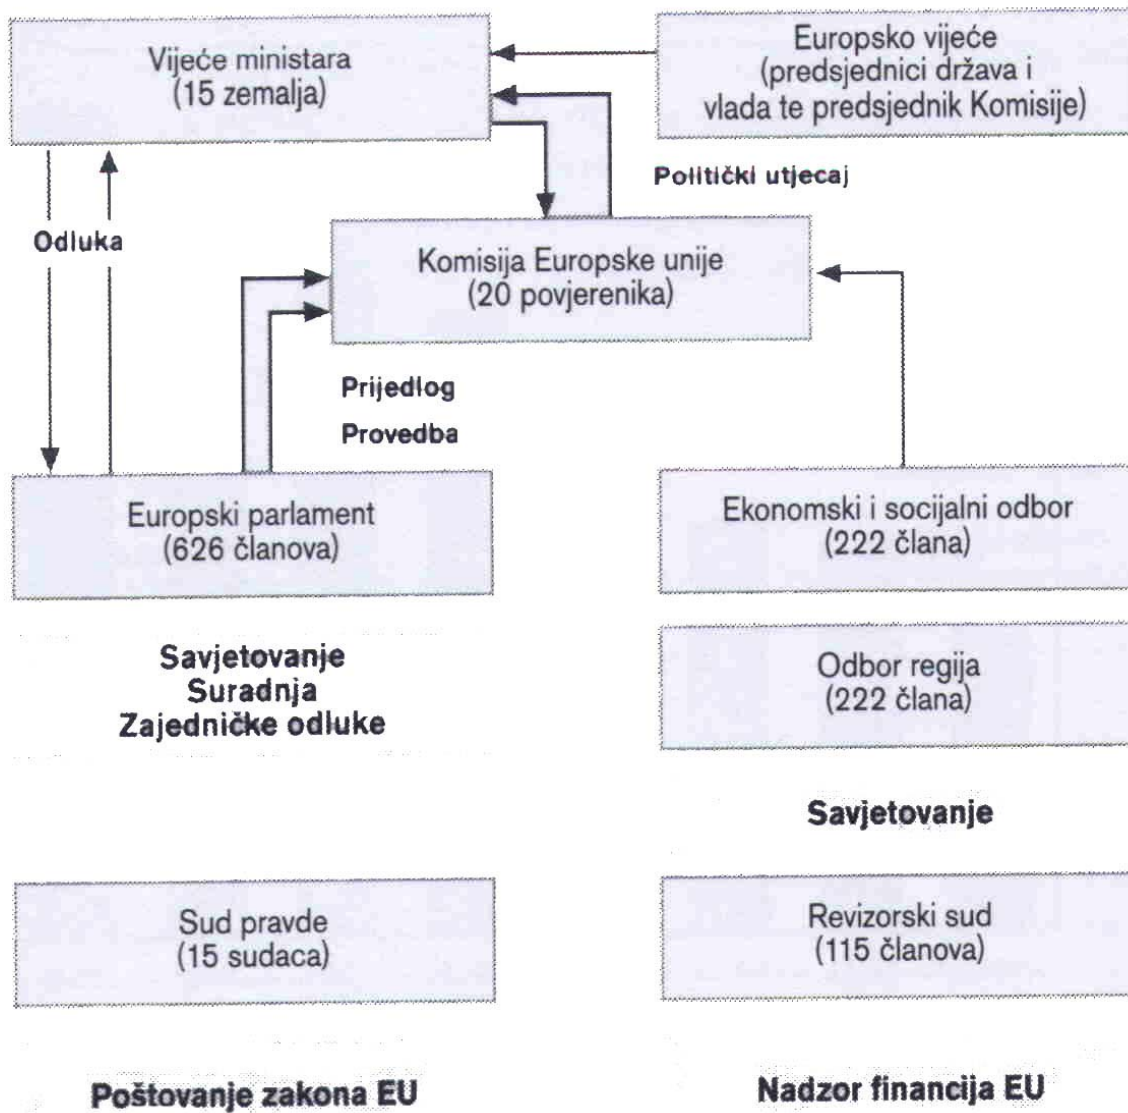 Vijeće ministara
(15 zemalja)
Europsko vijeće
(predsjednici država i
vlada te predsjednik Komisije)
Politički utjecaj
Odluka
Komisija Europske unije
(20 povjerenika)
Prijedlog
Provedba
Europski parlament
(626 članova)
Ekonomski i socijalni odbor
(222 člana)
Savjetovanje
Suradnja
Zajedničke odluke
Odbor regija
(222 člana)
Savjetovanje
Sud pravde
(15 sudaca)
Revizorski sud
(115 članova)
Poštovanje zakona EU
Nadzor financija EU